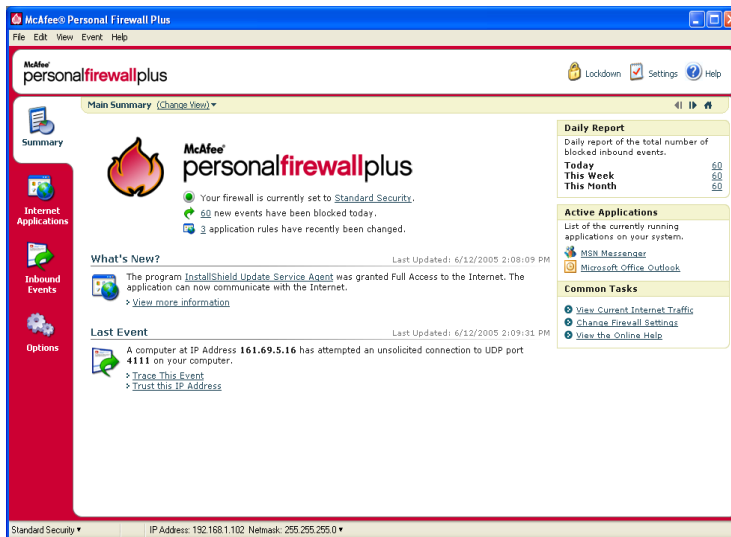 McAfee® Personal Firewall Plus
File Edit View Event Help
McAfee®
personalfirewallplus
Lockdown Settings Help
Main Summary (Change View)
Summary
Internet
Applications
Inbound
Events
Options
McAfee®
personalfirewallplus
Your firewall is currently set to Standard Security.
60 new events have been blocked today.
3 application rules have recently been changed.
What's New? Last Updated: 6/12/2005 2:08:09 PM
The program InstallShield Update Service Agent was granted Full Access to the Internet. The
application can now communicate with the Internet.
View more information
Last Event Last Updated: 6/12/2005 2:09:31 PM
A computer at IP Address 161.69.5.16 has attempted an unsolicited connection to UDP port
4111 on your computer.
Trace This Event
Trust this IP Address
Daily Report
Daily report of the total number of
blocked inbound events.
Today 60
This Week 60
This Month 60
Active Applications
List of the currently running
applications on your system.
MSN Messenger
Microsoft Office Outlook
Common Tasks
View Current Internet Traffic
Change Firewall Settings
View the Online Help
Standard Security IP Address: 192.168.1.102 Netmask: 255.255.255.0